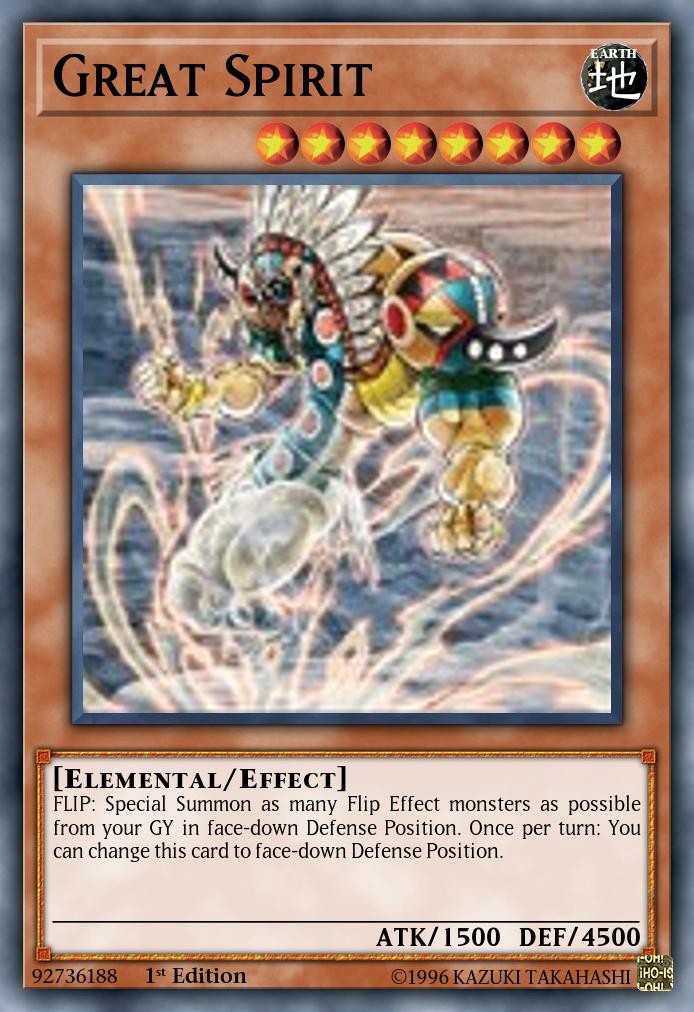 GREAT SPIRIT
EARTH
地
[ELEMENTAL/EFFECT]
FLIP: Special Summon as many Flip Effect monsters as possible
from your GY in face-down Defense Position. Once per turn: You
can change this card to face-down Defense Position.
ATK/1500 DEF/4500
92736188 1st Edition ©1996 KAZUKI TAKAHASHI